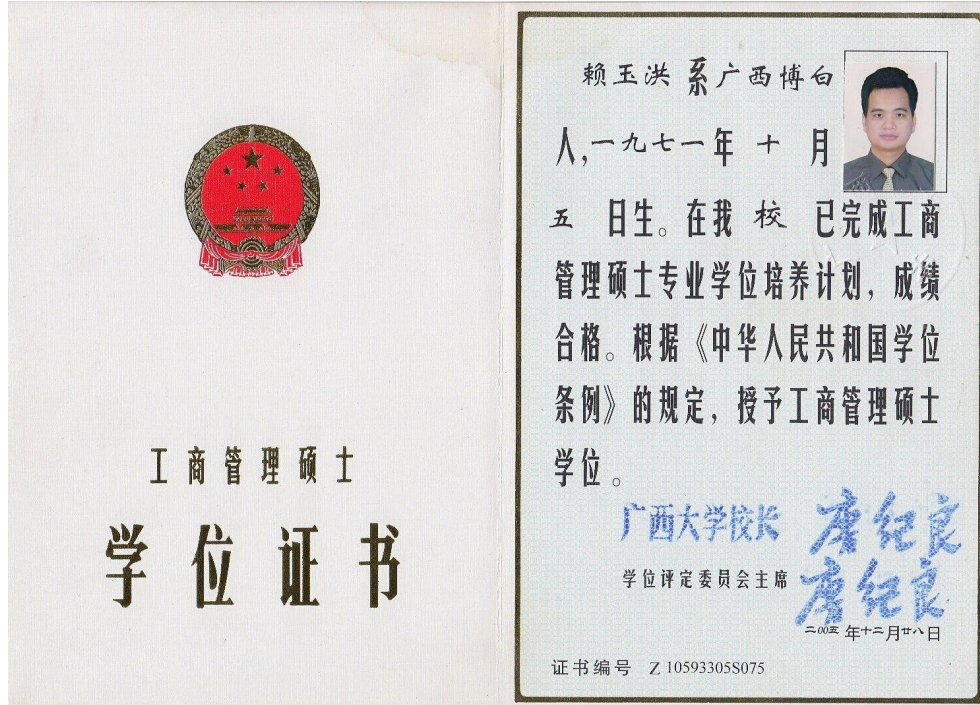 工商管理硕士
学位证书
赖玉洪系广西博白
人,一九七一年十月
五日生。在我校已完成工商
管理硕士专业学位培养计划，成绩
合格。根据《中华人民共和国学位
条例》的规定，授予工商管理硕士
学位。
广西大学校长 唐纪良
学位评定委员会主席 唐纪良
二00五年十二月廿八日
证书编号 Z 10593305S075